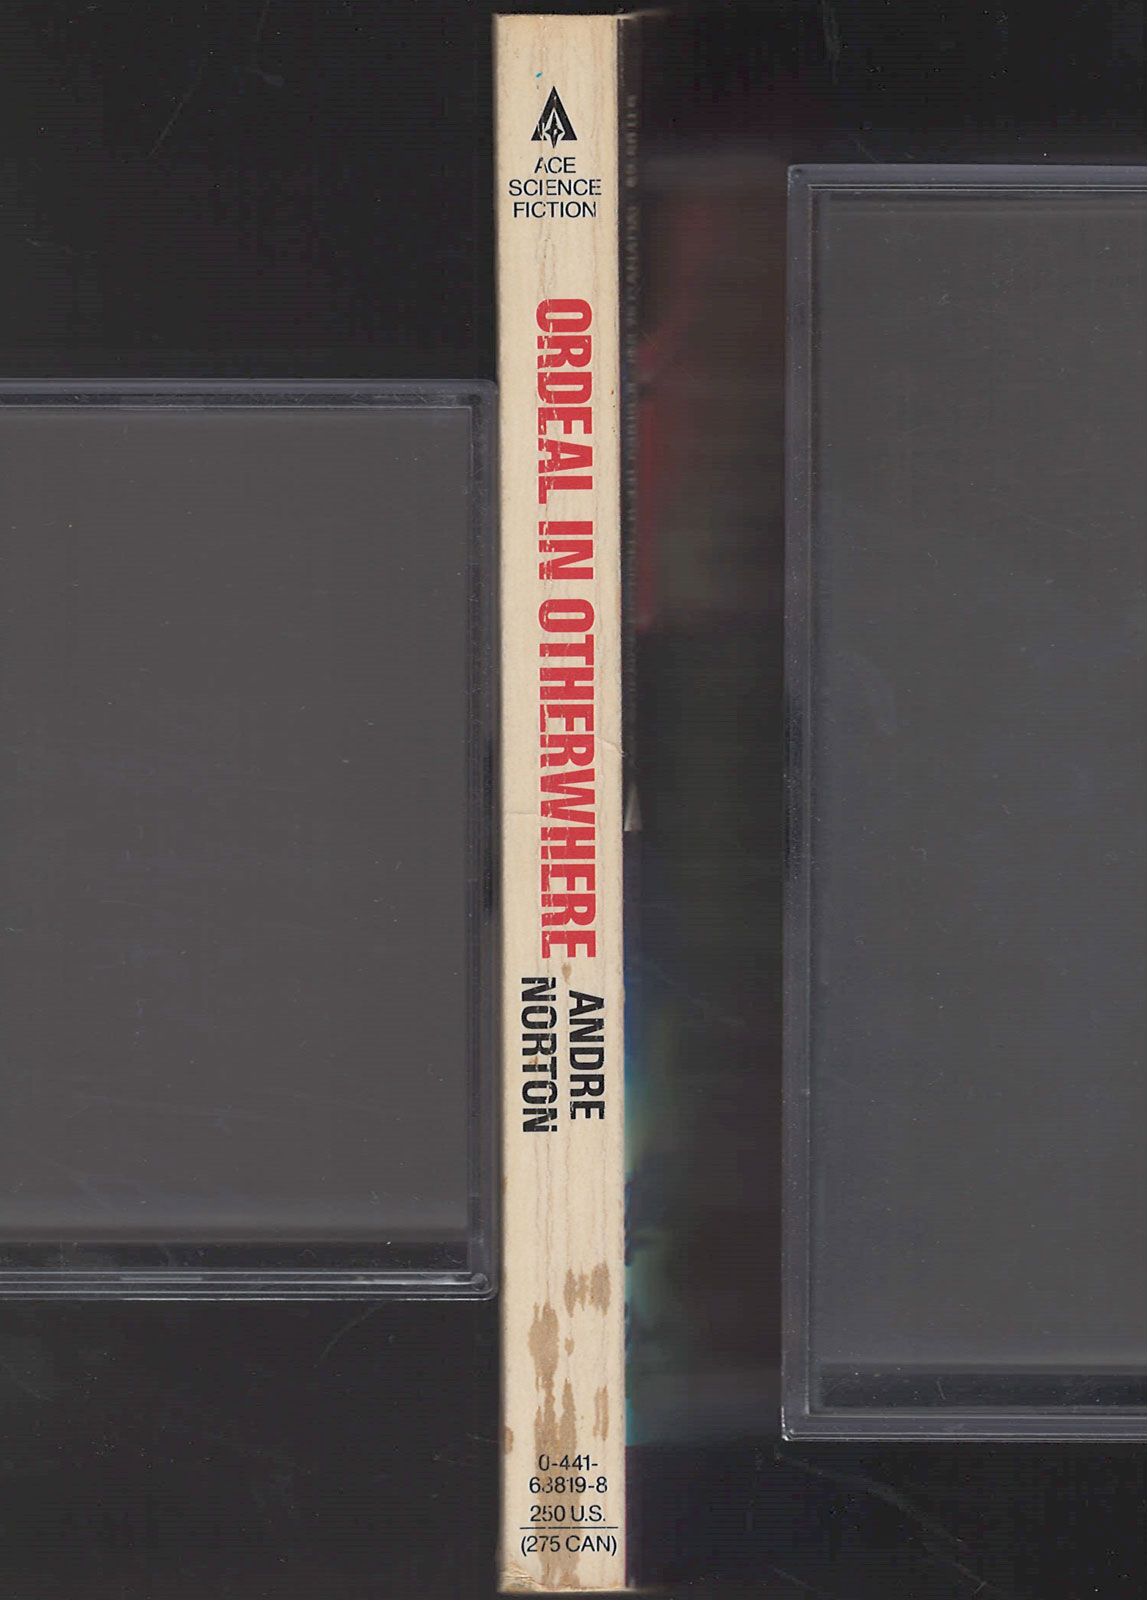 ACE
SCIENCE
FICTION
ORDEAL IN OTHERWHERE
ANDRE
NORTON
0-441-
63819-8
250 U.S.
(275 CAN)